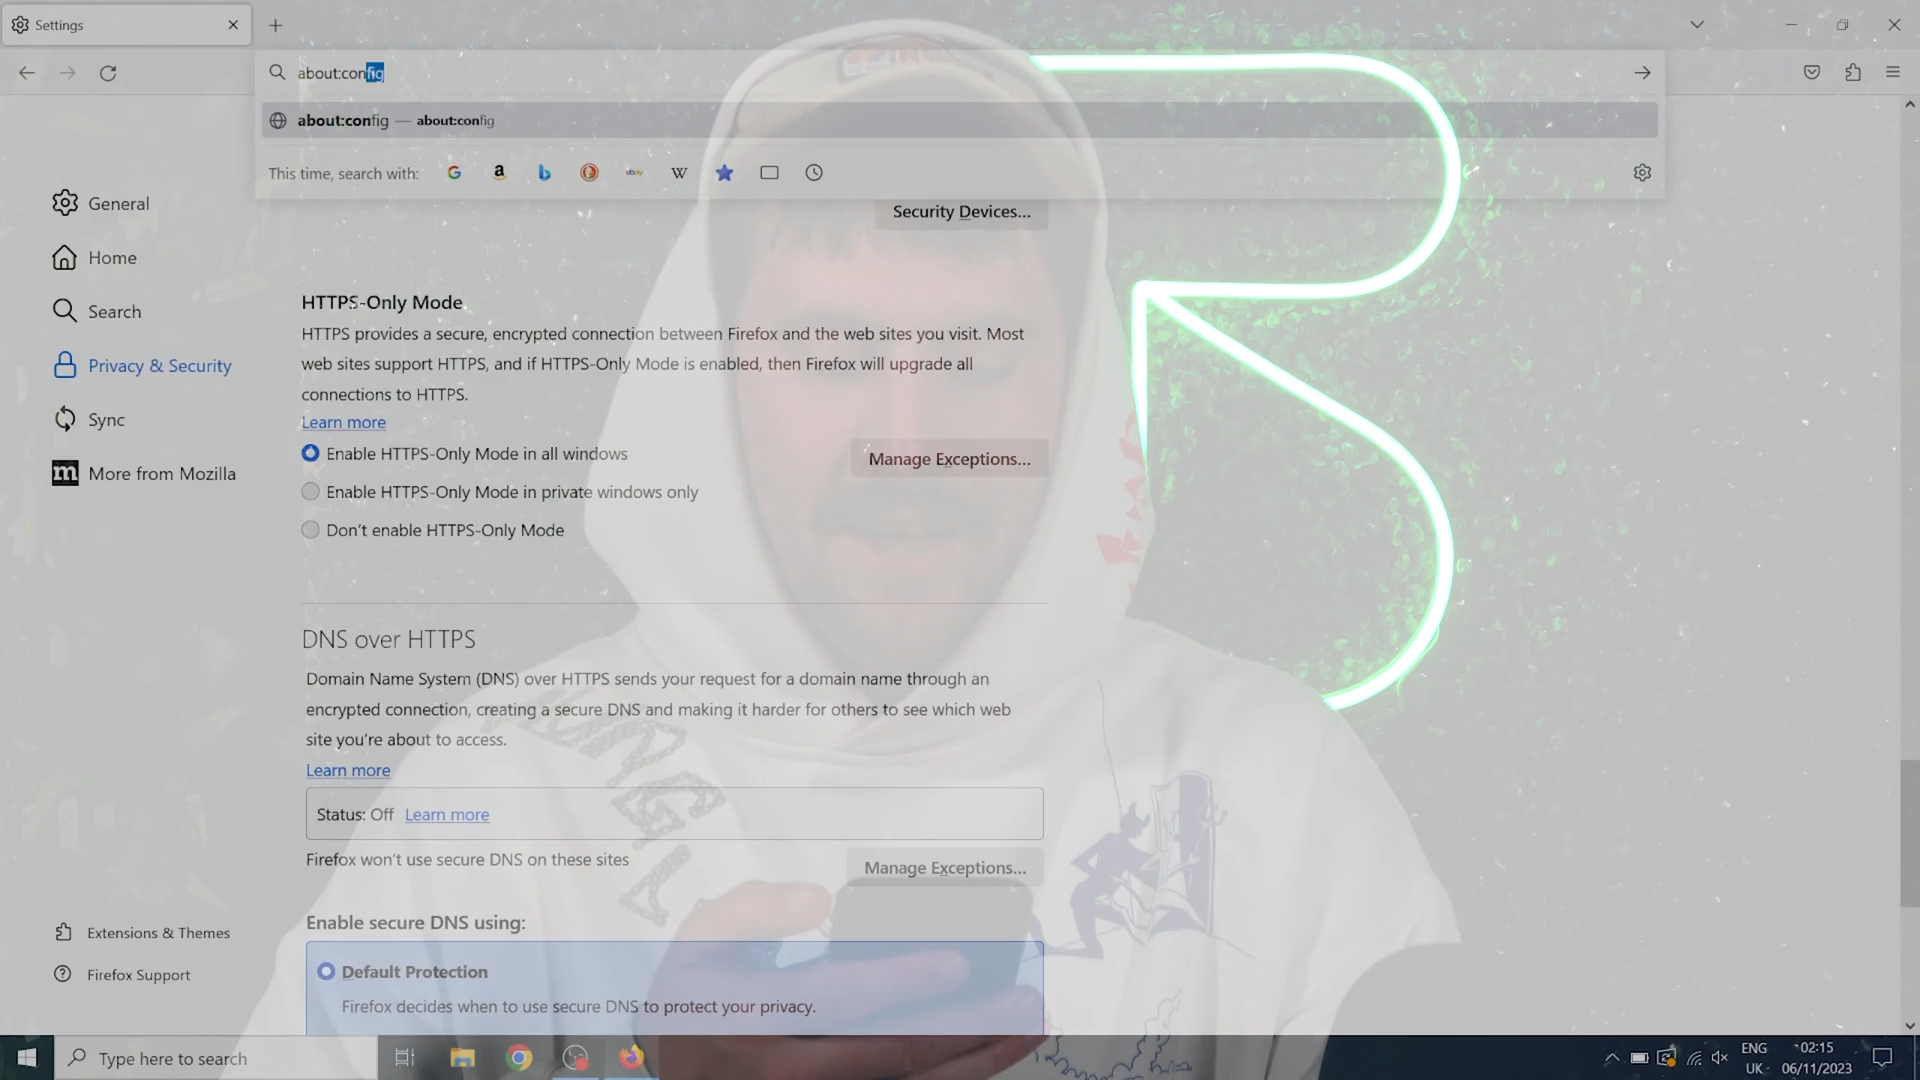 Settings
about:config
about:config — about:config
This time, search with:
a
ebay
W
Security Devices...
General
Home
Search
Privacy & Security
Sync
m More from Mozilla
HTTPS-Only Mode
HTTPS provides a secure, encrypted connection between Firefox and the web sites you visit. Most
web sites support HTTPS, and if HTTPS-Only Mode is enabled, then Firefox will upgrade all
connections to HTTPS.
Learn more
Enable HTTPS-Only Mode in all windows
Manage Exceptions...
Enable HTTPS-Only Mode in private windows only
Don't enable HTTPS-Only Mode
DNS over HTTPS
Domain Name System (DNS) over HTTPS sends your request for a domain name through an
encrypted connection, creating a secure DNS and making it harder for others to see which web
site you're about to access.
Learn more
Status: Off Learn more
Firefox won't use secure DNS on these sites
Manage Exceptions...
Enable secure DNS using:
Default Protection
Firefox decides when to use secure DNS to protect your privacy.
Extensions & Themes
Firefox Support
Type here to search
ENG
UK
02:15
06/11/2023